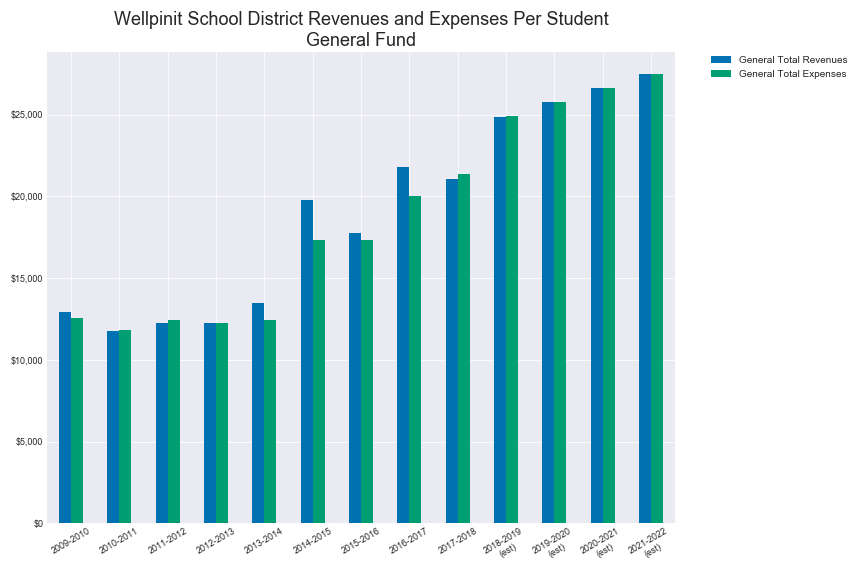 Wellpinit School District Revenues and Expenses Per Student
General Fund
General Total Revenues
General Total Expenses
$25,000
$20,000
$15,000
$10,000
$5,000
$0
2009-2010
2010-2011
2011-2012
2012-2013
2013-2014
2014-2015
2015-2016
2016-2017
2017-2018
2018-2019
(est)
2019-2020
(est)
2020-2021
(est)
2021-2022
(est)